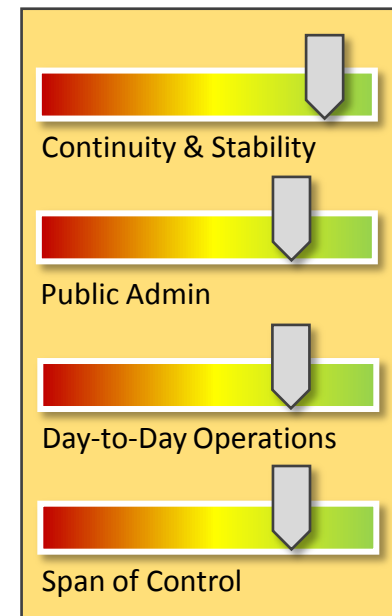 Continuity & Stability
Public Admin
Day-to-Day Operations
Span of Control